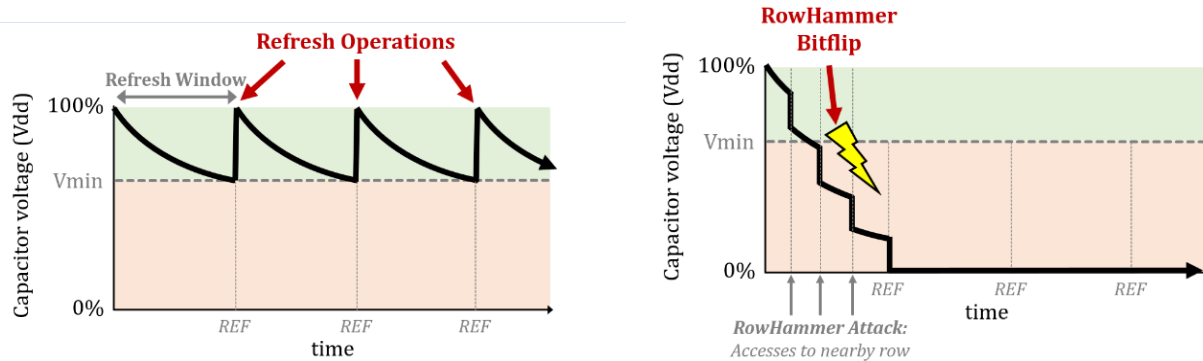 Refresh Operations
Refresh Window
100%
Vmin
0%
Capacitor voltage (Vdd)
REF
REF
REF
time
RowHammer
Bitflip
100%
Vmin
0%
Capacitor voltage (Vdd)
REF
REF
REF
time
RowHammer Attack:
Accesses to nearby row